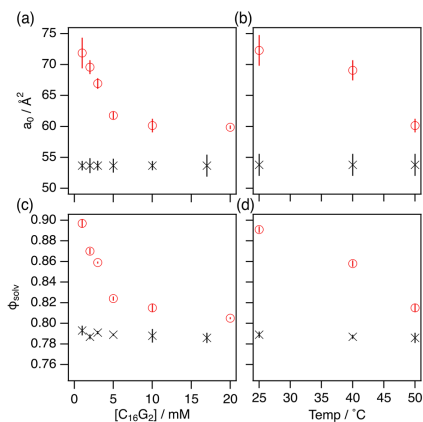 (a)
(b)
75
70
65
60
55
50
a₀ / Å²
(c)
(d)
0.90
0.88
0.86
0.84
0.82
0.80
0.78
0.76
ϕsolv
0 5 10 15 20
25 30 35 40 45 50
[C₁₆G₂] / mM
Temp / ˚C